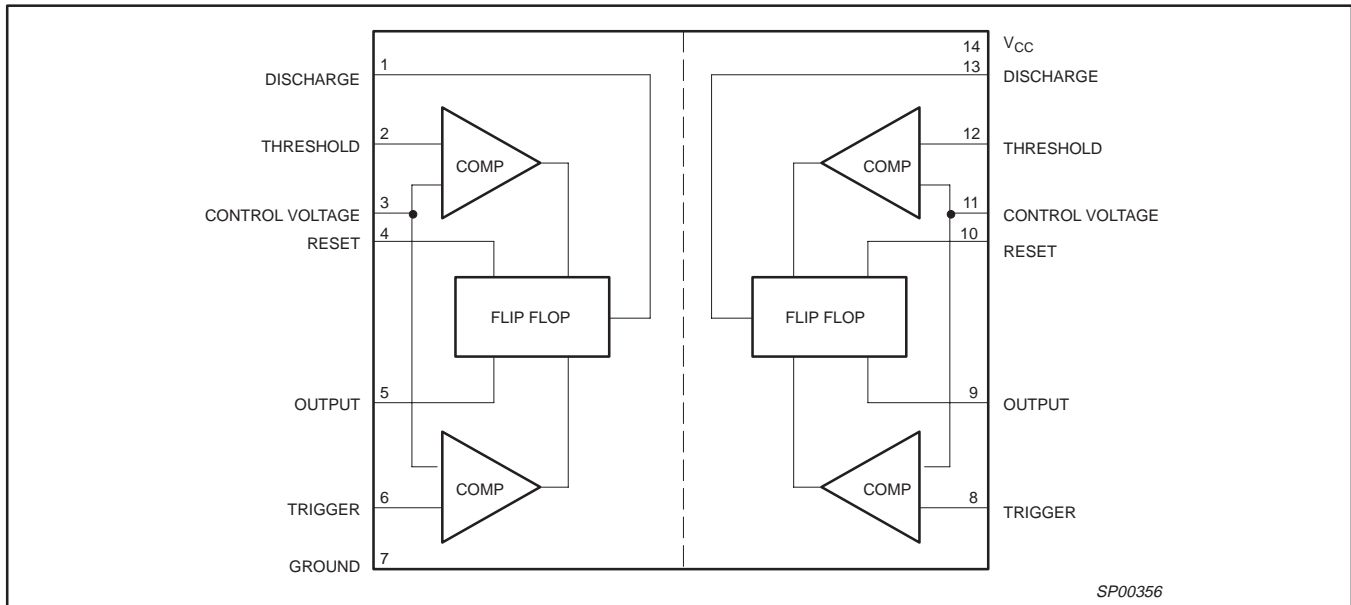 DISCHARGE
1
THRESHOLD
2
CONTROL VOLTAGE
3
RESET
4
OUTPUT
5
TRIGGER
6
GROUND
7
COMP
FLIP FLOP
COMP
14
VCC
13
DISCHARGE
12
THRESHOLD
11
CONTROL VOLTAGE
10
RESET
9
OUTPUT
8
TRIGGER
COMP
FLIP FLOP
COMP
SP00356